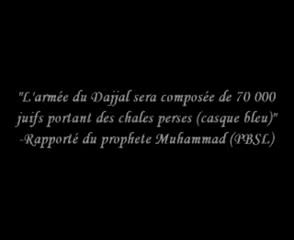 "L'armée du Dajjal sera composée de 70 000
juifs portant des chales perses (casque bleu)"
-Rapporté du prophete Muhammad (PBSL)